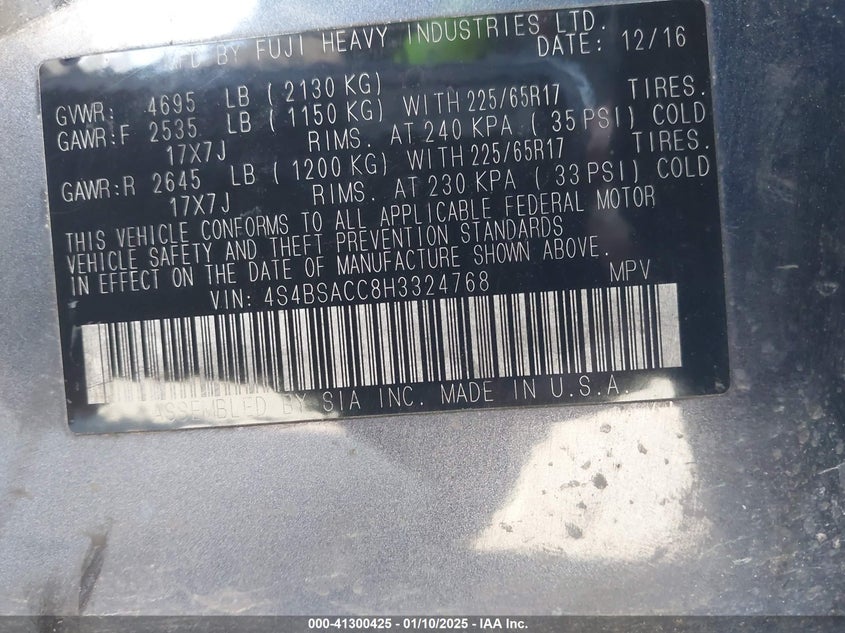 MFD BY FUJI HEAVY INDUSTRIES LTD.
DATE: 12/16
GVWR: 4695 LB ( 2130 KG)
GAWR:F 2535 LB ( 1150 KG) WITH 225/65R17 TIRES.
17X7J RIMS. AT 240 KPA ( 35 PSI) COLD
GAWR:R 2645 LB ( 1200 KG) WITH 225/65R17 TIRES.
17X7J RIMS. AT 230 KPA ( 33 PSI) COLD
THIS VEHICLE CONFORMS TO ALL APPLICABLE FEDERAL MOTOR
VEHICLE SAFETY AND THEFT PREVENTION STANDARDS
IN EFFECT ON THE DATE OF MANUFACTURE SHOWN ABOVE.
VIN: 4S4BSACC8H3324768 MPV
ASSEMBLED BY SIA INC. MADE IN U.S.A.
000-41300425 - 01/10/2025 - IAA Inc.